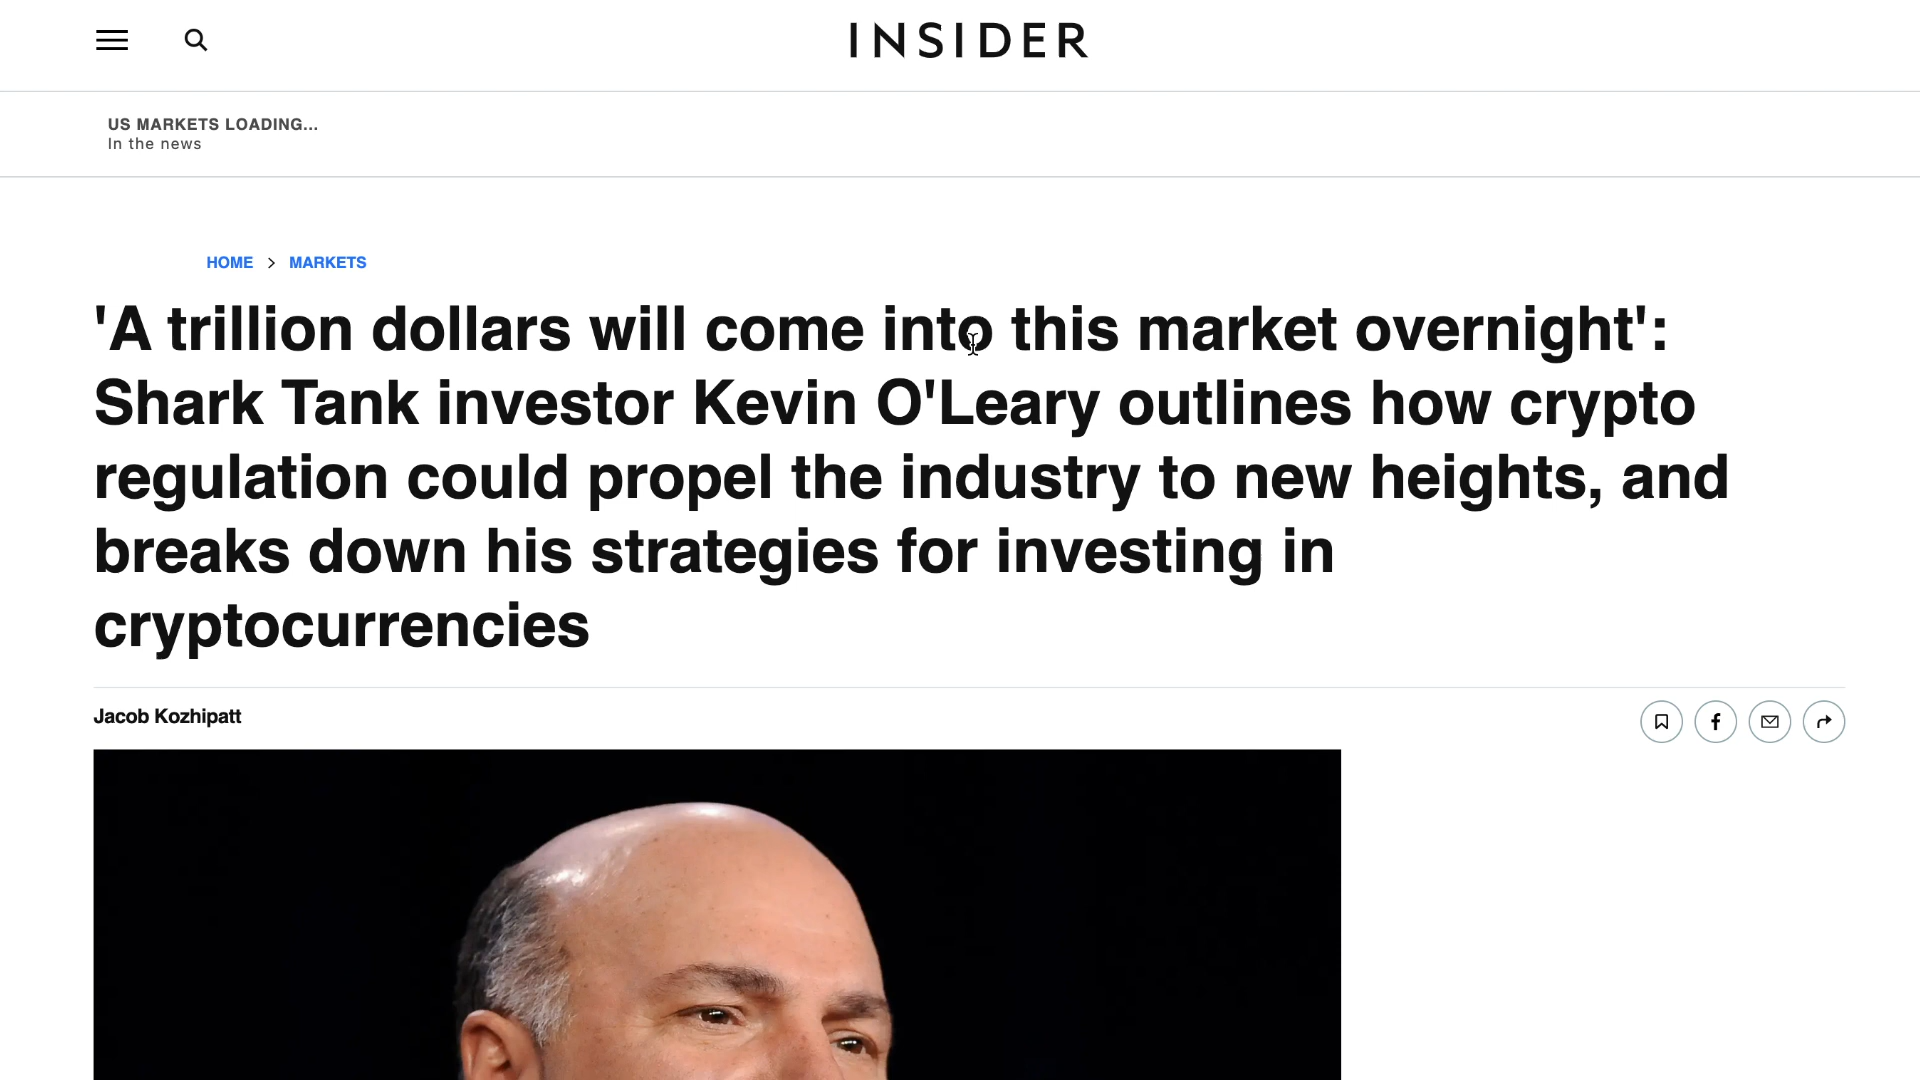 INSIDER
US MARKETS LOADING...
In the news
HOME > MARKETS
'A trillion dollars will come into this market overnight':
Shark Tank investor Kevin O'Leary outlines how crypto
regulation could propel the industry to new heights, and
breaks down his strategies for investing in
cryptocurrencies
Jacob Kozhipatt